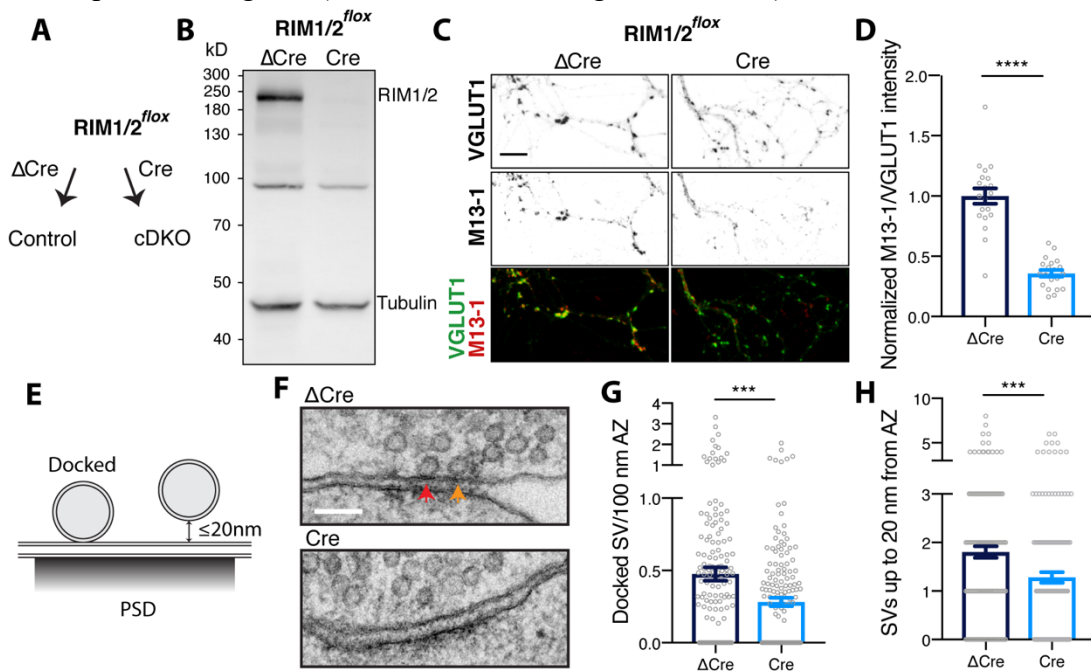 A
RIM1/2flox
ΔCre
Cre
Control
cDKO
B
RIM1/2flox
kD
ΔCre
Cre
300
250
180
130
100
70
50
40
RIM1/2
Tubulin
C
RIM1/2flox
ΔCre
Cre
VGLUT1
M13-1
VGLUT1
M13-1
D
****
Normalized M13-1/VGLUT1 intensity
2.0
1.5
1.0
0.5
0.0
ΔCre
Cre
E
Docked
≤20nm
PSD
F
ΔCre
Cre
G
***
Docked SV/100 nm AZ
4
3
2
1
1.0
0.5
0.0
ΔCre
Cre
H
***
SVs up to 20 nm from AZ
10
5
3
2
1
0
ΔCre
Cre